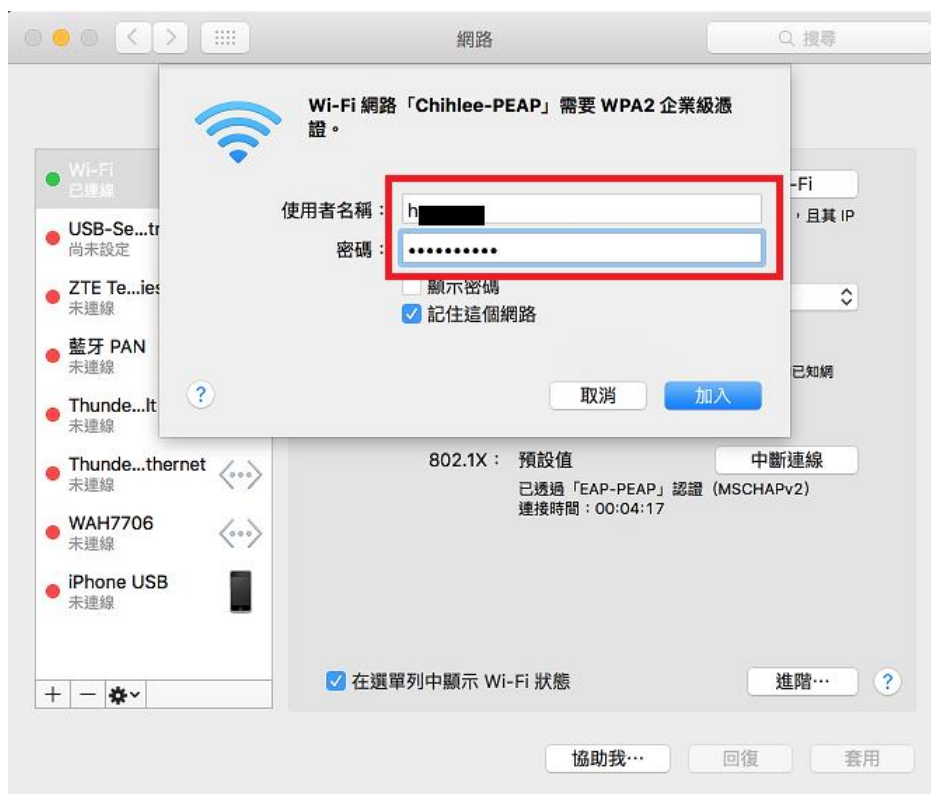 網路
搜尋
Wi-Fi 網路「Chihlee-PEAP」需要 WPA2 企業級憑
證。
使用者名稱：
h
密碼：
••••••••••
顯示密碼
記住這個網路
?
取消
加入
Wi-Fi
已連線
USB-Se...tr
尚未設定
ZTE Te...ies
未連線
藍牙 PAN
未連線
Thunde...lt
未連線
Thunde...thernet
未連線
WAH7706
未連線
iPhone USB
未連線
-Fi
，且其 IP
已知網
802.1X：
預設值
中斷連線
已透過「EAP-PEAP」認證（MSCHAPv2）
連接時間：00:04:17
在選單列中顯示 Wi-Fi 狀態
進階⋯
?
協助我⋯
回復
套用